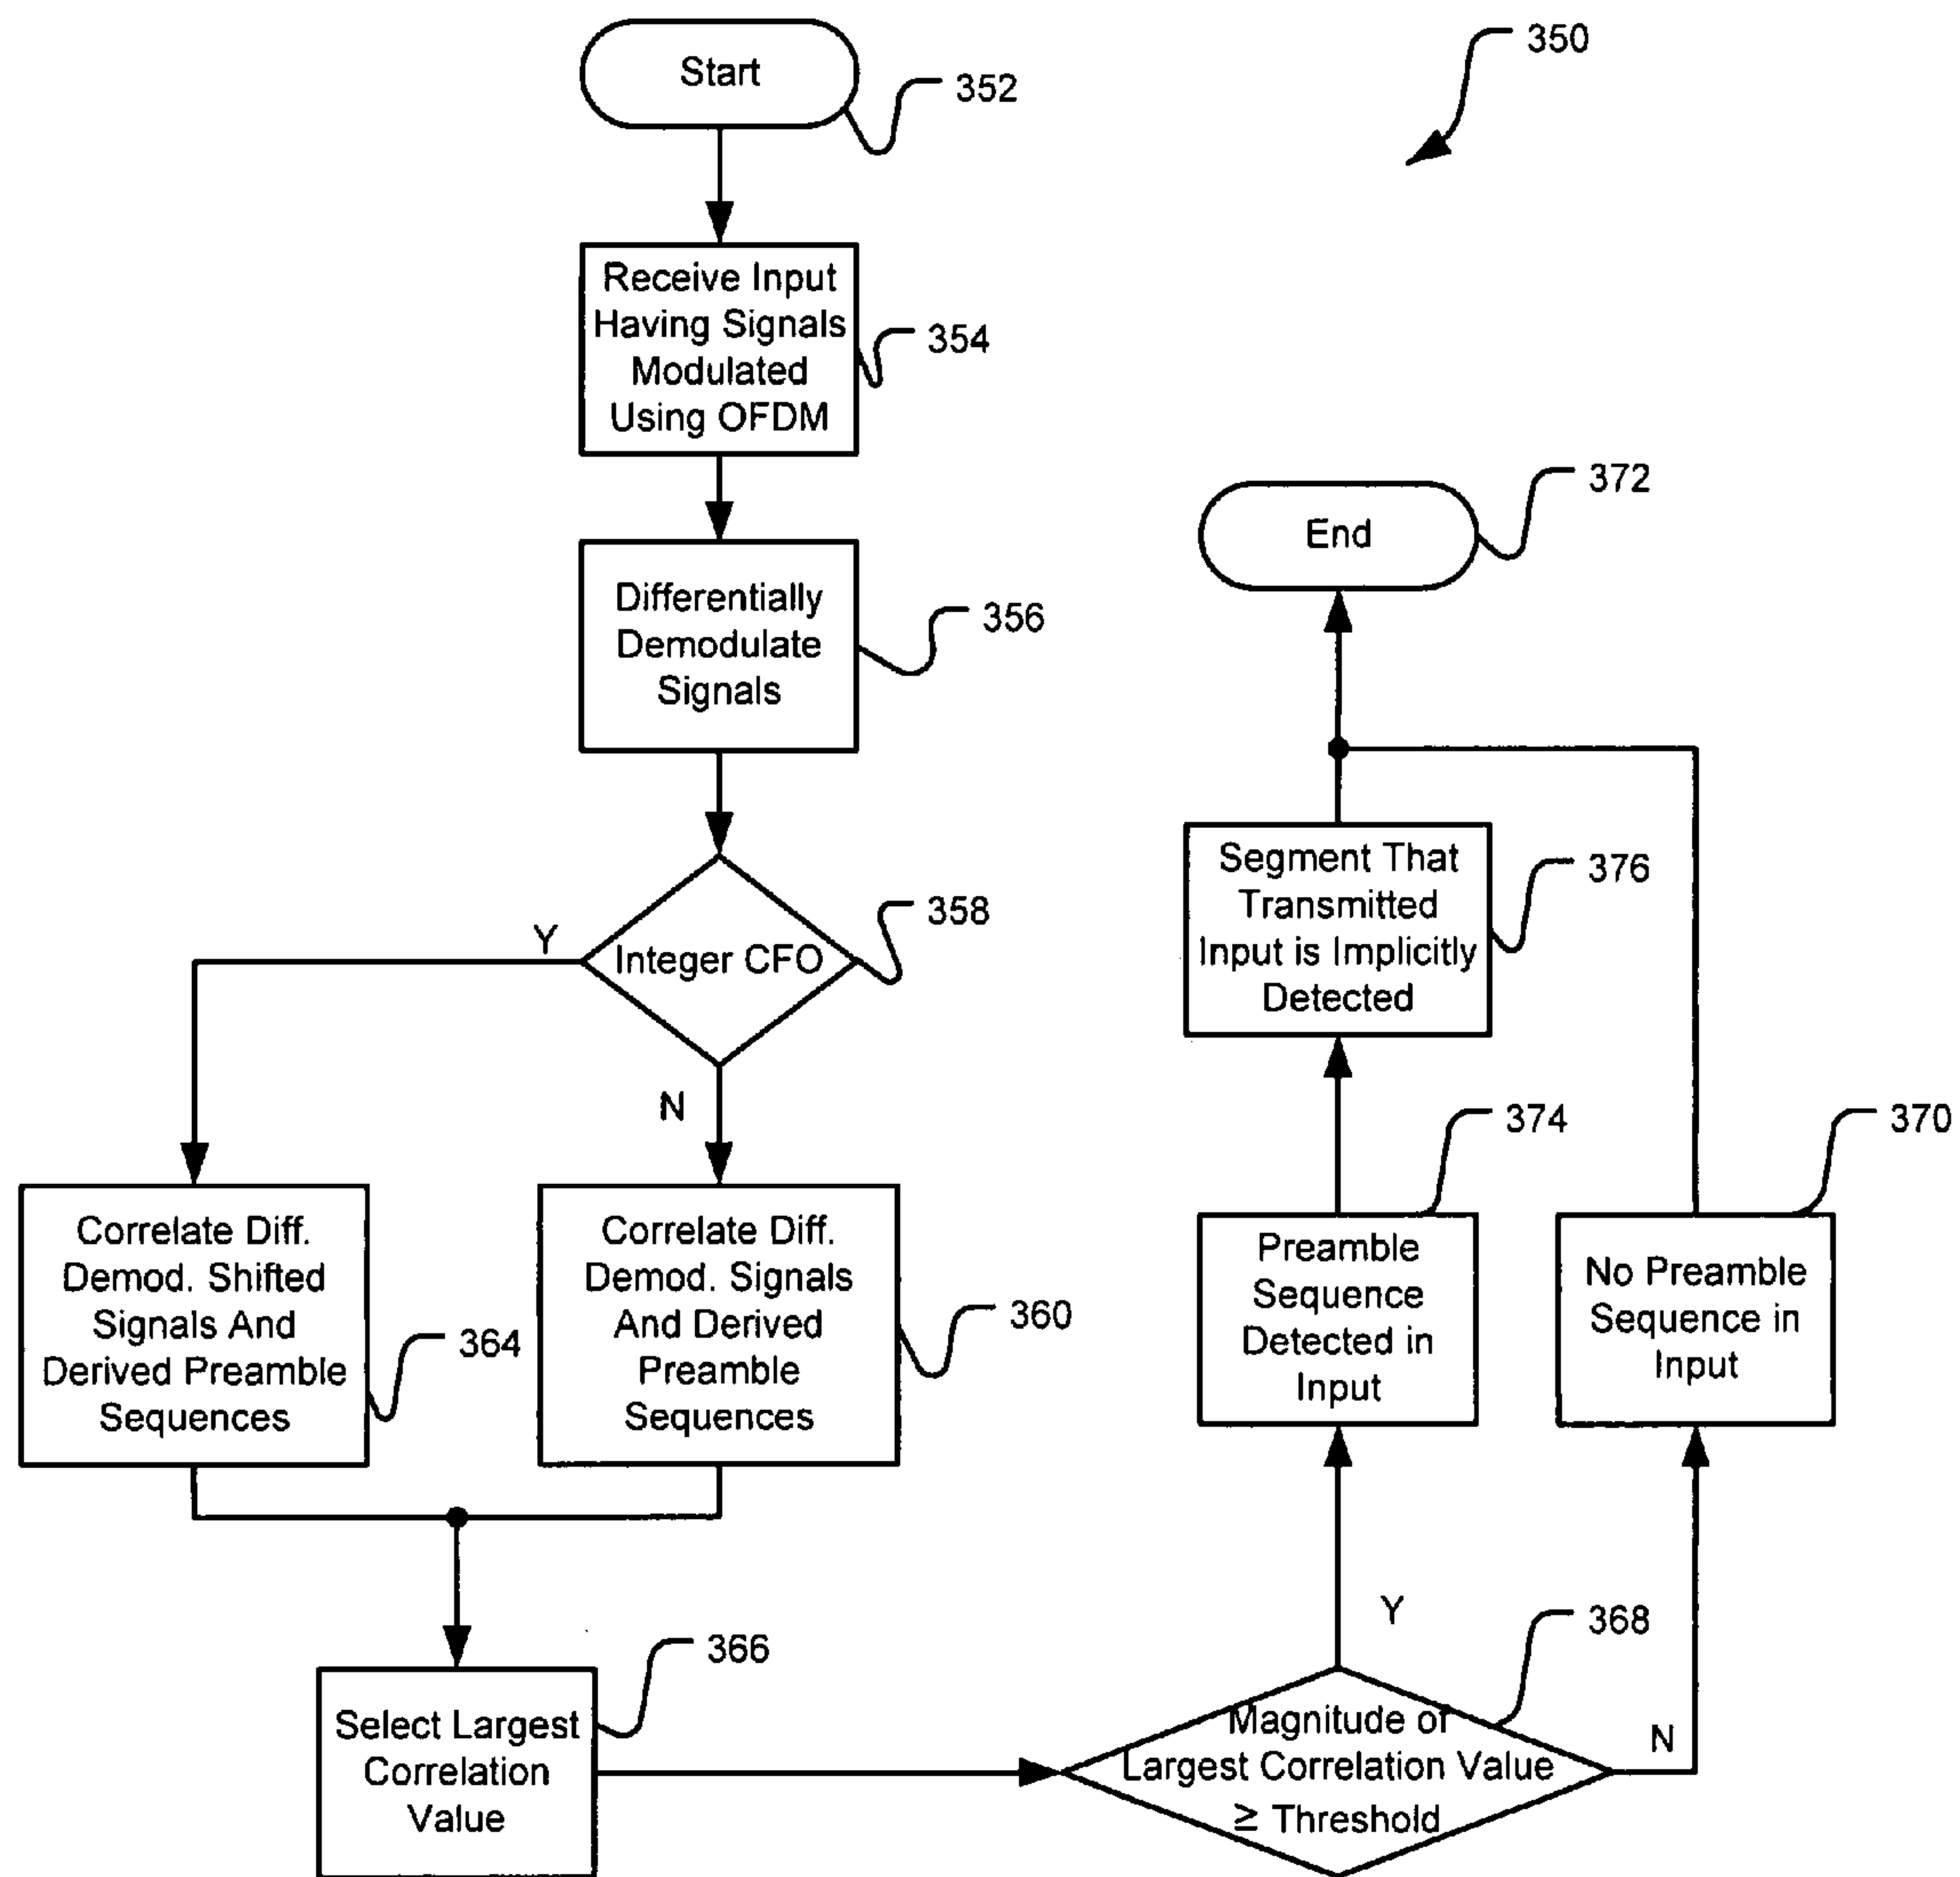 Start
352
350
Receive Input
Having Signals
Modulated
Using OFDM
354
Differentially
Demodulate
Signals
356
Integer CFO
358
Y
N
Correlate Diff.
Demod. Shifted
Signals And
Derived Preamble
Sequences
364
Correlate Diff.
Demod. Signals
And Derived
Preamble
Sequences
360
Select Largest
Correlation
Value
366
Magnitude of
Largest Correlation Value
≥ Threshold
368
Y
N
Preamble
Sequence
Detected in
Input
374
No Preamble
Sequence in
Input
370
Segment That
Transmitted
Input is Implicitly
Detected
376
End
372